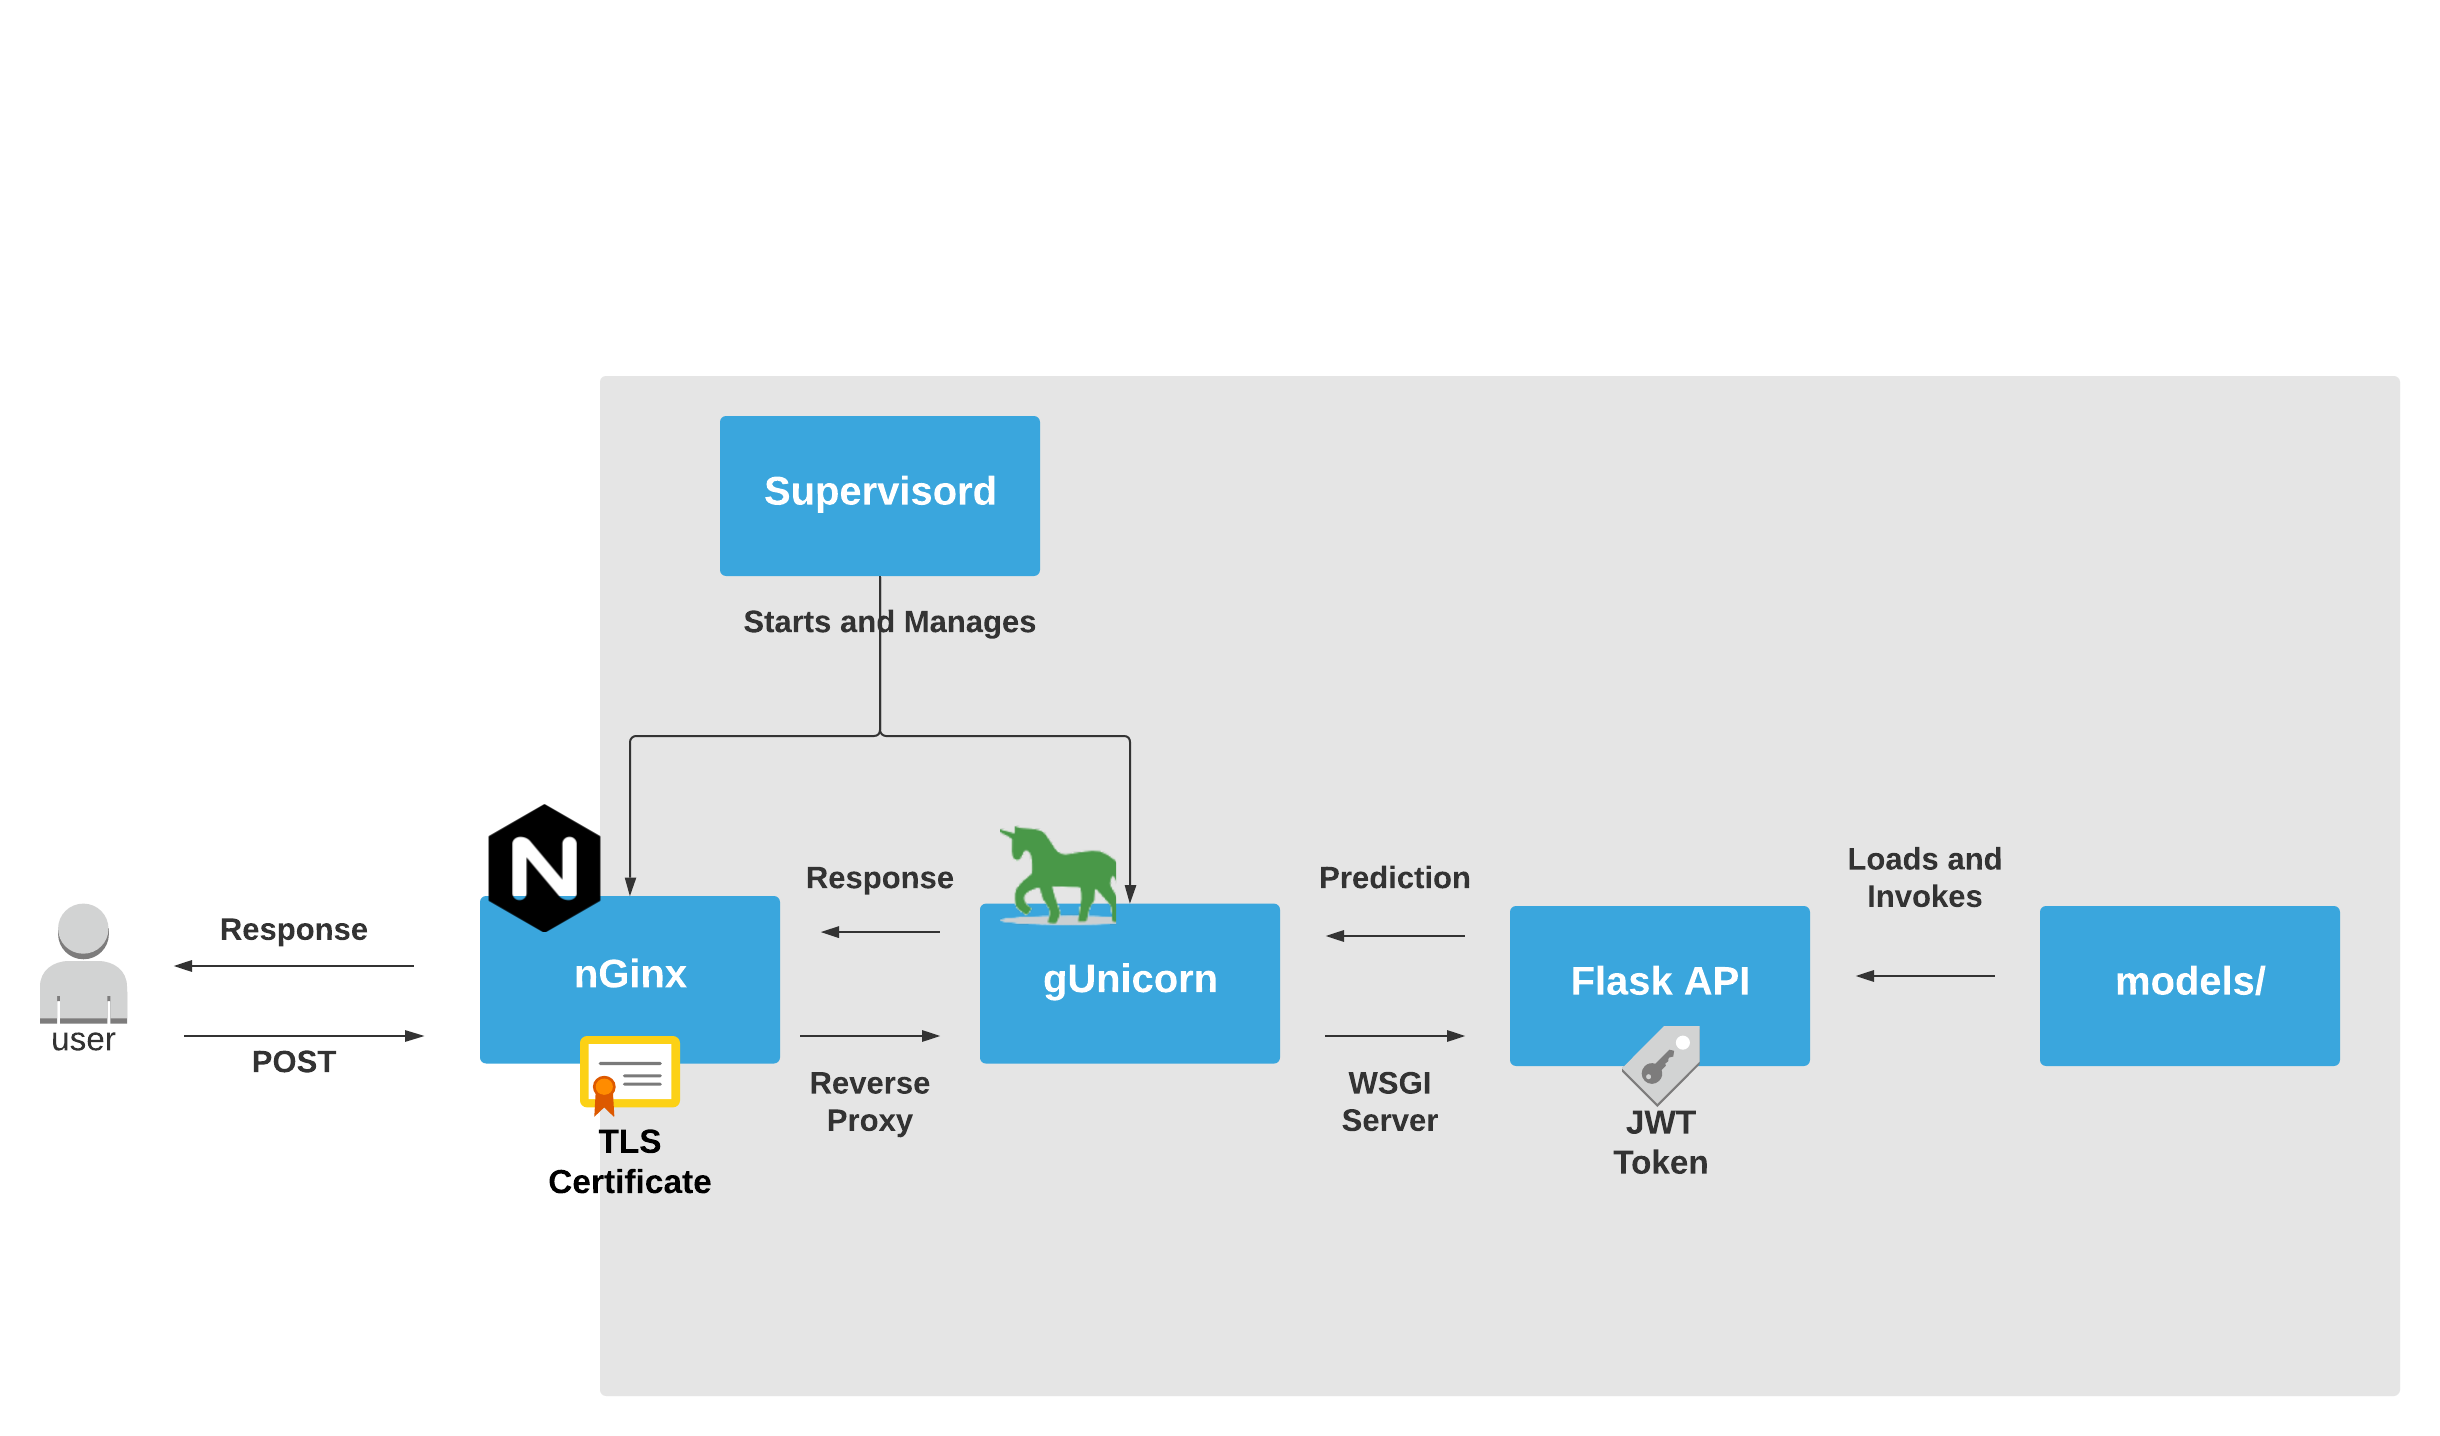 Supervisord
Starts and Manages
Response
POST
user
nGinx
TLS
Certificate
Response
Reverse
Proxy
gUnicorn
Prediction
WSGI
Server
Flask API
JWT
Token
Loads and
Invokes
models/